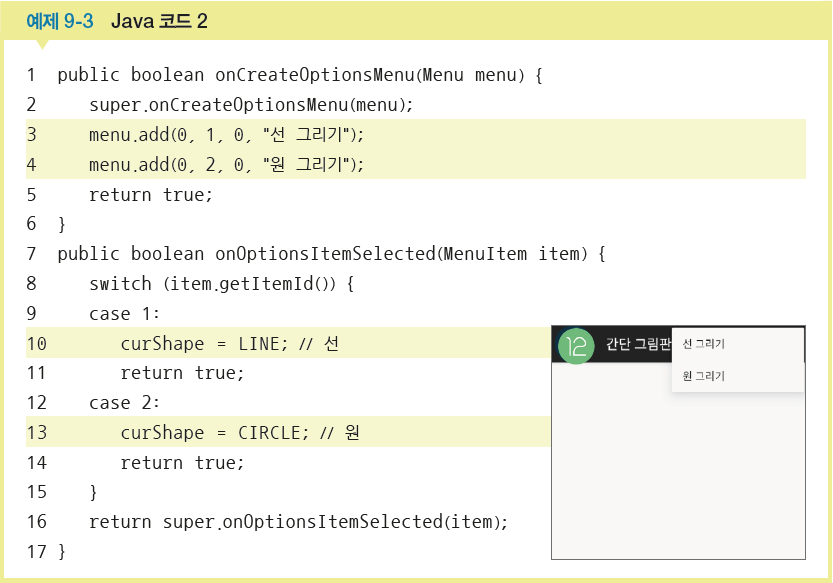 예제 9-3 Java 코드 2
1 public boolean onCreateOptionsMenu(Menu menu) {
2 super.onCreateOptionsMenu(menu);
3 menu.add(0, 1, 0, "선 그리기");
4 menu.add(0, 2, 0, "원 그리기");
5 return true;
6 }
7 public boolean onOptionsItemSelected(MenuItem item) {
8 switch (item.getItemId()) {
9 case 1:
10 curShape = LINE; // 선
11 return true;
12 case 2:
13 curShape = CIRCLE; // 원
14 return true;
15 }
16 return super.onOptionsItemSelected(item);
17 }
12 간단 그림판
선 그리기
원 그리기